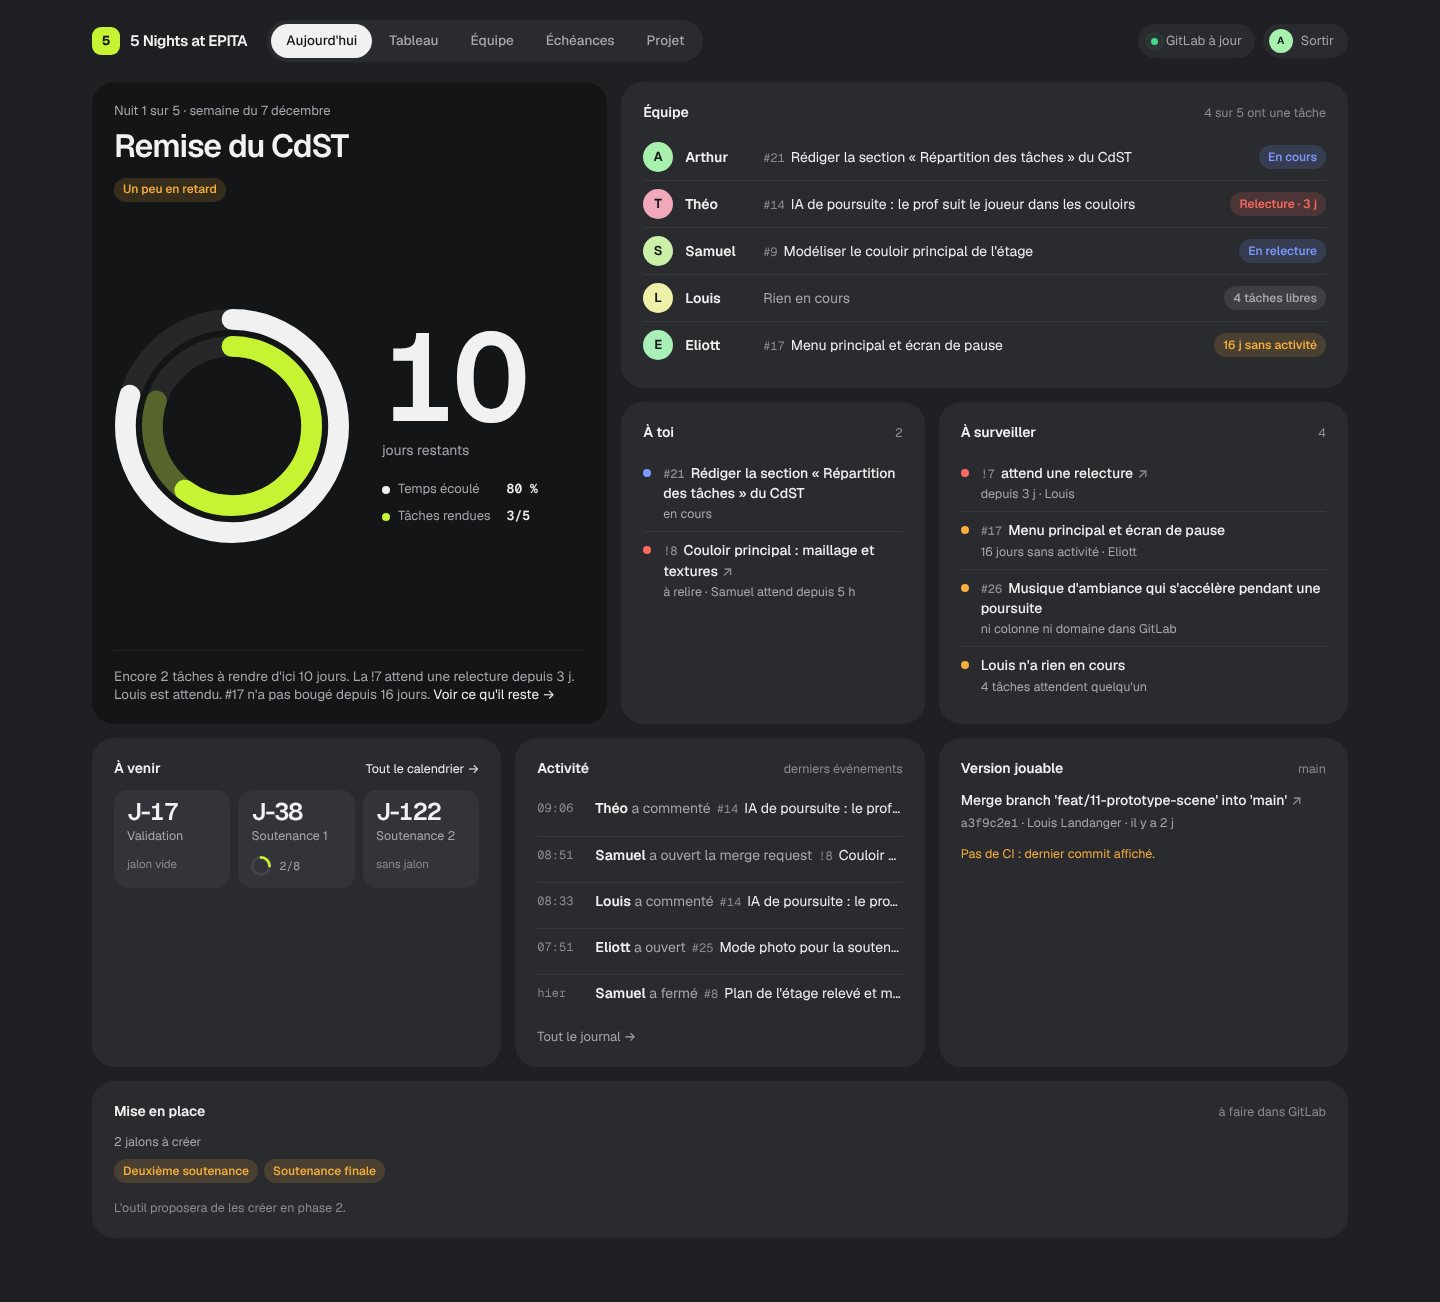 5 5 Nights at EPITA Aujourd'hui Tableau Équipe Échéances Projet GitLab à jour A Sortir
Nuit 1 sur 5 · semaine du 7 décembre
Remise du CdST
Un peu en retard
10
jours restants
Temps écoulé 80 %
Tâches rendues 3/5
Encore 2 tâches à rendre d'ici 10 jours. La !7 attend une relecture depuis 3 j.
Louis est attendu. #17 n'a pas bougé depuis 16 jours. Voir ce qu'il reste →
Équipe 4 sur 5 ont une tâche
A Arthur #21 Rédiger la section « Répartition des tâches » du CdST En cours
T Théo #14 IA de poursuite : le prof suit le joueur dans les couloirs Relecture · 3 j
S Samuel #9 Modéliser le couloir principal de l'étage En relecture
L Louis Rien en cours 4 tâches libres
E Eliott #17 Menu principal et écran de pause 16 j sans activité
À toi 2
#21 Rédiger la section « Répartition
des tâches » du CdST
en cours
!8 Couloir principal : maillage et
textures ↗
à relire · Samuel attend depuis 5 h
À surveiller 4
!7 attend une relecture ↗
depuis 3 j · Louis
#17 Menu principal et écran de pause
16 jours sans activité · Eliott
#26 Musique d'ambiance qui s'accélère pendant une
poursuite
ni colonne ni domaine dans GitLab
Louis n'a rien en cours
4 tâches attendent quelqu'un
À venir Tout le calendrier →
J-17 J-38 J-122
Validation Soutenance 1 Soutenance 2
jalon vide 2/8 sans jalon
Activité derniers événements
09:06 Théo a commenté #14 IA de poursuite : le prof…
08:51 Samuel a ouvert la merge request !8 Couloir …
08:33 Louis a commenté #14 IA de poursuite : le pro…
07:51 Eliott a ouvert #25 Mode photo pour la souten…
hier Samuel a fermé #8 Plan de l'étage relevé et m…
Tout le journal →
Version jouable main
Merge branch 'feat/11-prototype-scene' into 'main' ↗
a3f9c2e1 · Louis Landanger · il y a 2 j
Pas de CI : dernier commit affiché.
Mise en place à faire dans GitLab
2 jalons à créer
Deuxième soutenance Soutenance finale
L'outil proposera de les créer en phase 2.